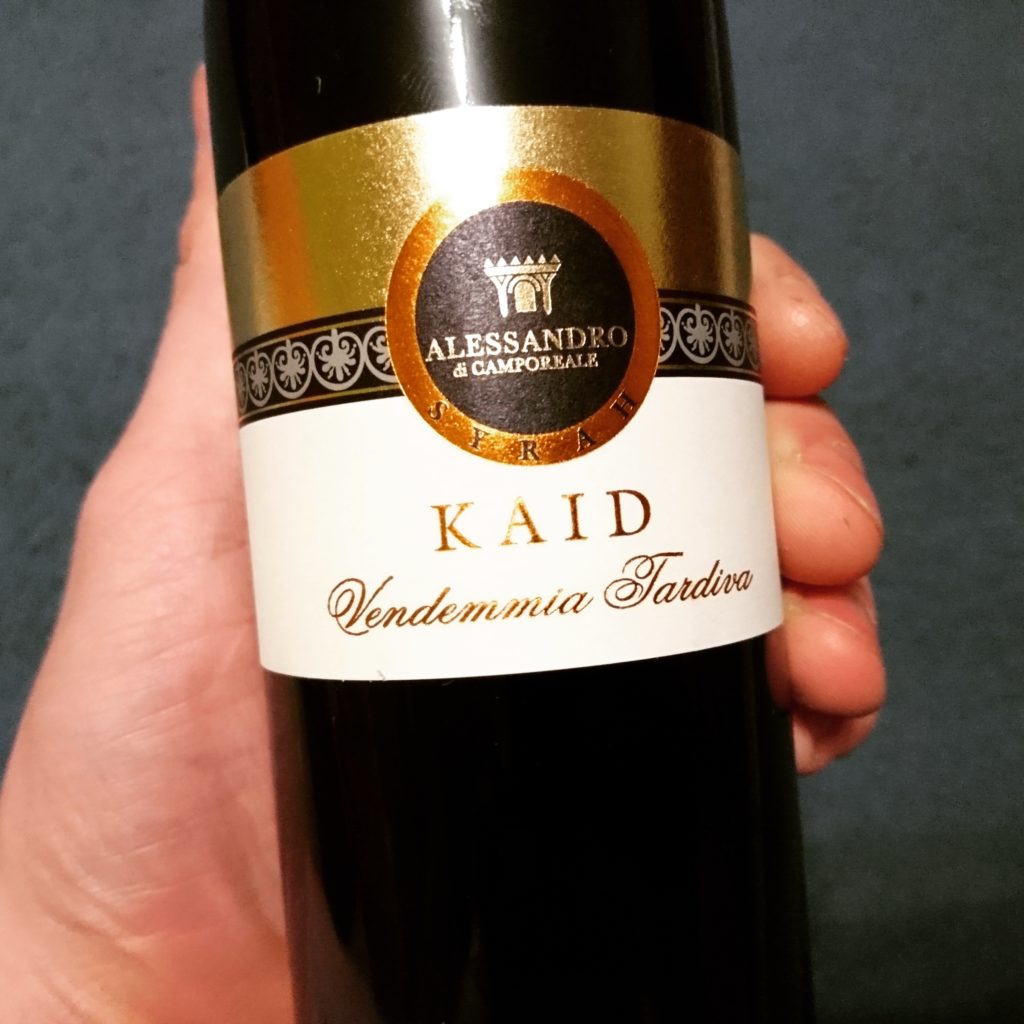 ALESSANDRO
di CAMPOREALE
SYRAH
KAID
Vendemmia Tardiva